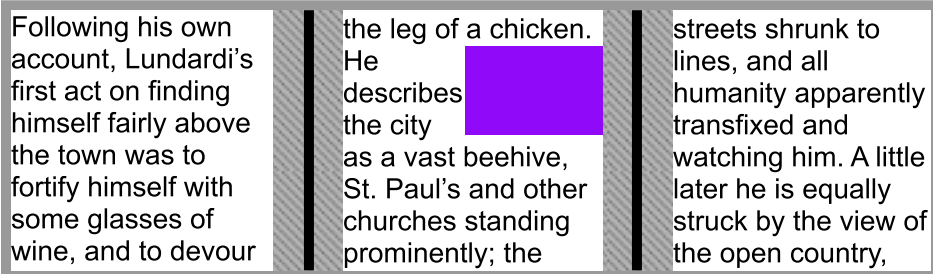 Following his own
account, Lundardi’s
first act on finding
himself fairly above
the town was to
fortify himself with
some glasses of
wine, and to devour
the leg of a chicken.
He
describes
the city
as a vast beehive,
St. Paul’s and other
churches standing
prominently; the
streets shrunk to
lines, and all
humanity apparently
transfixed and
watching him. A little
later he is equally
struck by the view of
the open country,